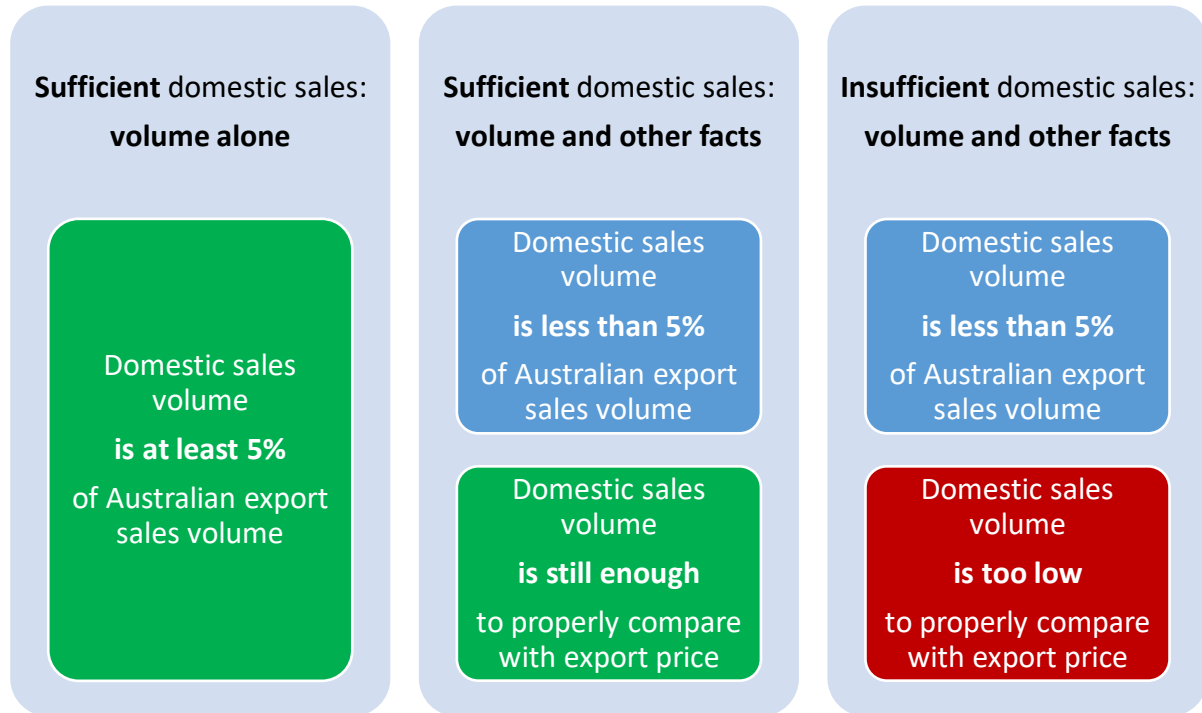 Sufficient domestic sales:
volume alone
Domestic sales
volume
is at least 5%
of Australian export
sales volume
Sufficient domestic sales:
volume and other facts
Domestic sales
volume
is less than 5%
of Australian export
sales volume
Domestic sales
volume
is still enough
to properly compare
with export price
Insufficient domestic sales:
volume and other facts
Domestic sales
volume
is less than 5%
of Australian export
sales volume
Domestic sales
volume
is too low
to properly compare
with export price